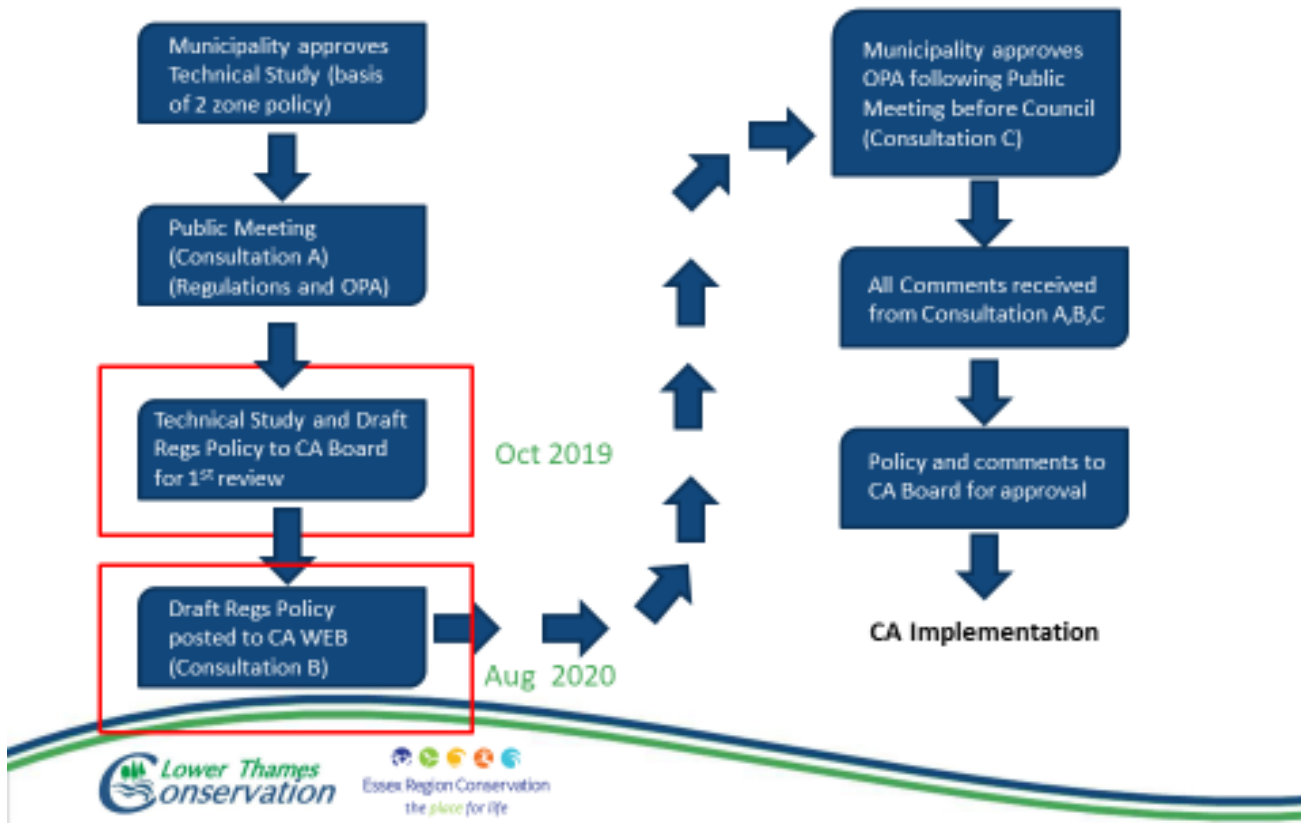 Municipality approves
Technical Study (basis
of 2 zone policy)
Public Meeting
(Consultation A)
(Regulations and OPA)
Technical Study and Draft
Regs Policy to CA Board
for 1st review
Oct 2019
Draft Regs Policy
posted to CA WEB
(Consultation B)
Aug 2020
Municipality approves
OPA following Public
Meeting before Council
(Consultation C)
All Comments received
from Consultation A,B,C
Policy and comments to
CA Board for approval
CA Implementation
Lower Thames
Conservation
Essex Region Conservation
the place for life